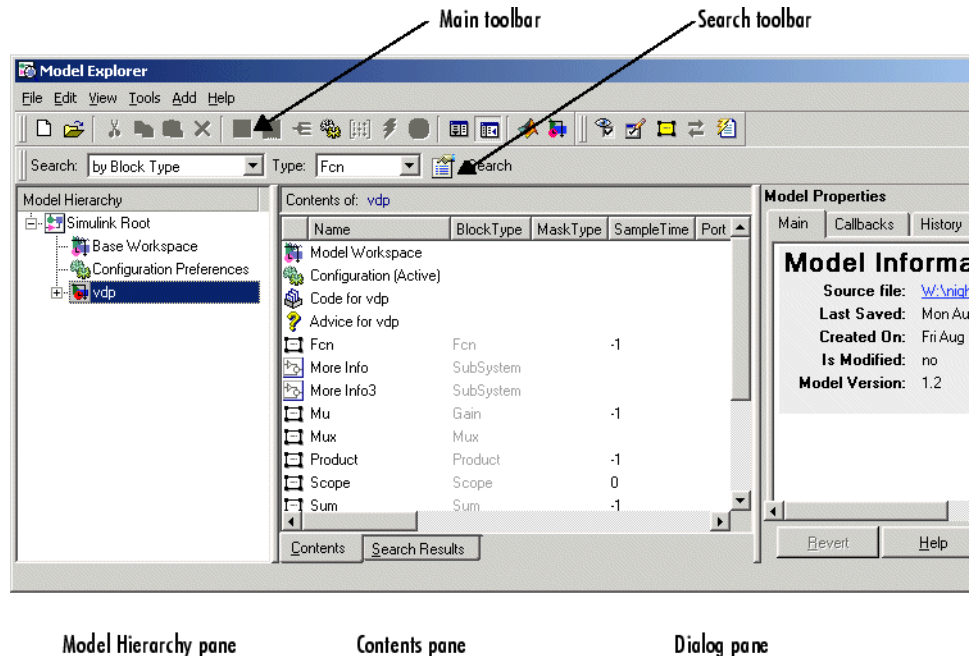 Main toolbar
Search toolbar
Model Explorer
File Edit View Tools Add Help
Search: by Block Type Type: Fcn Search
Model Hierarchy
Simulink Root
Base Workspace
Configuration Preferences
vdp
Contents of: vdp
Name BlockType MaskType SampleTime Port
Model Workspace
Configuration (Active)
Code for vdp
Advice for vdp
Fcn Fcn -1
More Info SubSystem
More Info3 SubSystem
Mu Gain -1
Mux Mux
Product Product -1
Scope Scope 0
Sum Sum -1
Contents Search Results
Model Properties
Main Callbacks History
Model Informa
Source file: W:\nigh
Last Saved: Mon Au
Created On: Fri Aug
Is Modified: no
Model Version: 1.2
Revert Help
Model Hierarchy pane
Contents pane
Dialog pane